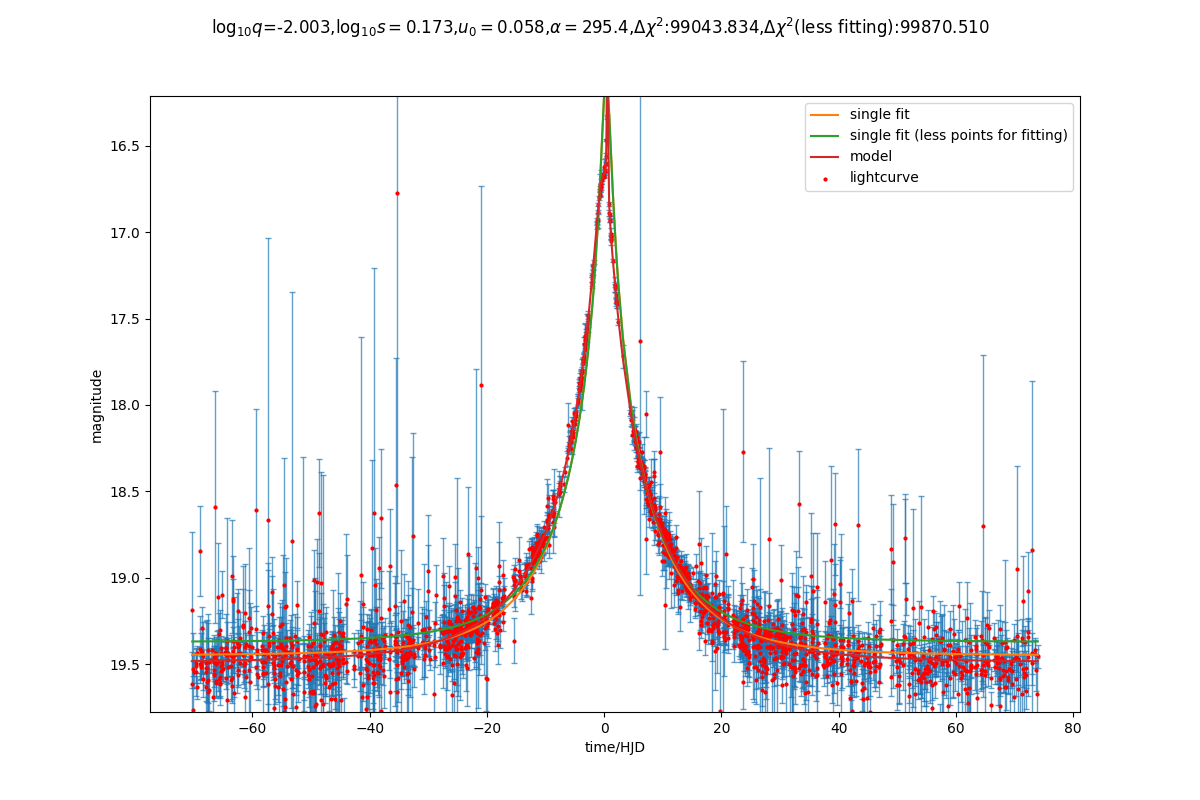 log₁₀q=-2.003,log₁₀s = 0.173,u₀ = 0.058,α = 295.4,Δχ²:99043.834,Δχ²(less fitting):99870.510
single fit
single fit (less points for fitting)
model
lightcurve
16.5
17.0
17.5
18.0
18.5
19.0
19.5
magnitude
−60
−40
−20
0
20
40
60
80
time/HJD